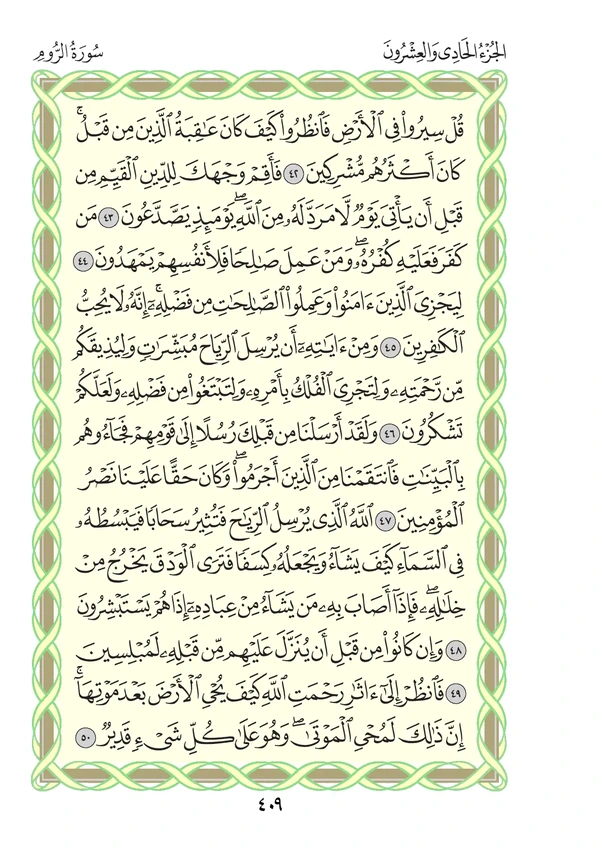 الجُزْءُ الحَادِي وَالعِشْرُونَ
سُورَةُ الرُّومِ
قُلۡ سِيرُواْ فِي ٱلۡأَرۡضِ فَٱنظُرُواْ كَيۡفَ كَانَ عَٰقِبَةُ ٱلَّذِينَ مِن قَبۡلُۚ
كَانَ أَكۡثَرُهُم مُّشۡرِكِينَ ٤٢ فَأَقِمۡ وَجۡهَكَ لِلدِّينِ ٱلۡقَيِّمِ مِن
قَبۡلِ أَن يَأۡتِيَ يَوۡمٞ لَّا مَرَدَّ لَهُۥ مِنَ ٱللَّهِۖ يَوۡمَئِذٖ يَصَّدَّعُونَ ٤٣ مَن
كَفَرَ فَعَلَيۡهِ كُفۡرُهُۥۖ وَمَنۡ عَمِلَ صَٰلِحٗا فَلِأَنفُسِهِمۡ يَمۡهَدُونَ ٤٤
لِيَجۡزِيَ ٱلَّذِينَ ءَامَنُواْ وَعَمِلُواْ ٱلصَّٰلِحَٰتِ مِن فَضۡلِهِۦٓۚ إِنَّهُۥ لَا يُحِبُّ
ٱلۡكَٰفِرِينَ ٤٥ وَمِنۡ ءَايَٰتِهِۦٓ أَن يُرۡسِلَ ٱلرِّيَاحَ مُبَشِّرَٰتٖ وَلِيُذِيقَكُم
مِّن رَّحۡمَتِهِۦ وَلِتَجۡرِيَ ٱلۡفُلۡكُ بِأَمۡرِهِۦ وَلِتَبۡتَغُواْ مِن فَضۡلِهِۦ وَلَعَلَّكُمۡ
تَشۡكُرُونَ ٤٦ وَلَقَدۡ أَرۡسَلۡنَا مِن قَبۡلِكَ رُسُلًا إِلَىٰ قَوۡمِهِمۡ فَجَآءُوهُم
بِٱلۡبَيِّنَٰتِ فَٱنتَقَمۡنَا مِنَ ٱلَّذِينَ أَجۡرَمُواْۖ وَكَانَ حَقًّا عَلَيۡنَا نَصۡرُ
ٱلۡمُؤۡمِنِينَ ٤٧ ٱللَّهُ ٱلَّذِي يُرۡسِلُ ٱلرِّيَٰحَ فَتُثِيرُ سَحَابٗا فَيَبۡسُطُهُۥ
فِي ٱلسَّمَآءِ كَيۡفَ يَشَآءُ وَيَجۡعَلُهُۥ كِسَفٗا فَتَرَى ٱلۡوَدۡقَ يَخۡرُجُ مِنۡ
خِلَٰلِهِۦۖ فَإِذَآ أَصَابَ بِهِۦ مَن يَشَآءُ مِنۡ عِبَادِهِۦٓ إِذَا هُمۡ يَسۡتَبۡشِرُونَ
٤٨ وَإِن كَانُواْ مِن قَبۡلِ أَن يُنَزَّلَ عَلَيۡهِم مِّن قَبۡلِهِۦ لَمُبۡلِسِينَ
٤٩ فَٱنظُرۡ إِلَىٰٓ ءَاثَٰرِ رَحۡمَتِ ٱللَّهِ كَيۡفَ يُحۡيِ ٱلۡأَرۡضَ بَعۡدَ مَوۡتِهَآۚ
إِنَّ ذَٰلِكَ لَمُحۡيِ ٱلۡمَوۡتَىٰۖ وَهُوَ عَلَىٰ كُلِّ شَيۡءٖ قَدِيرٞ ٥٠
٤٠٩